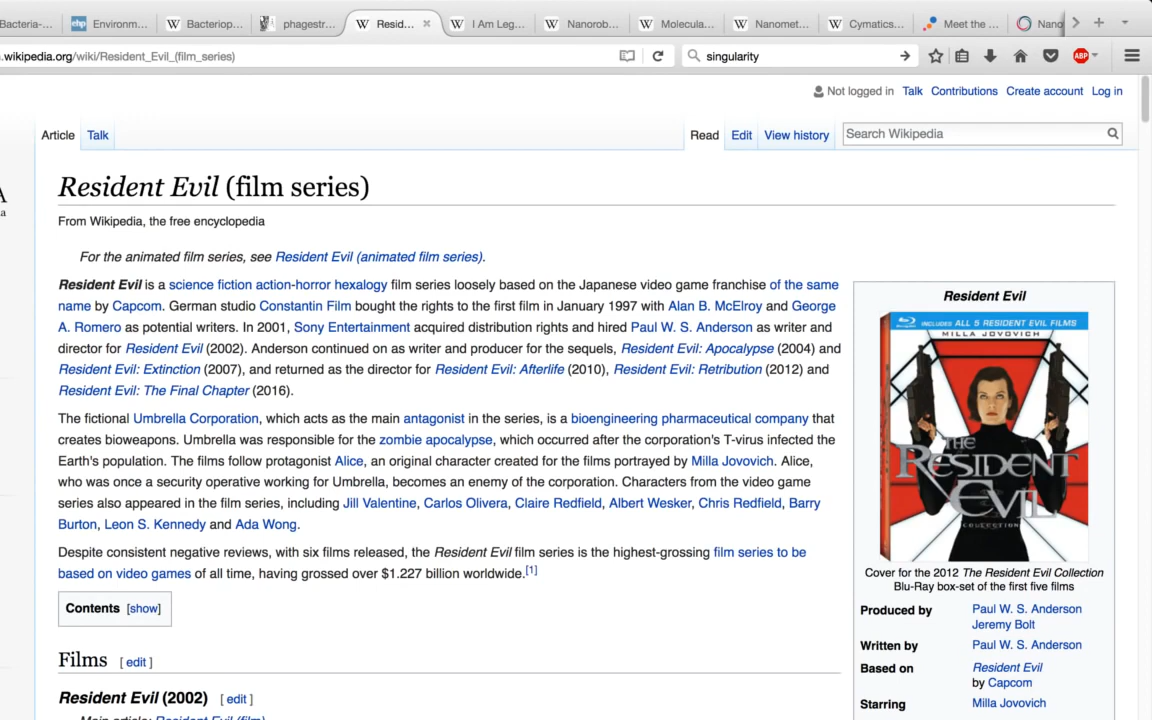 Bacteria-...
ehp Environm...
W Bacteriop...
phagestr...
W Resid...
W I Am Leg...
W Nanorob...
W Molecula...
W Nanomet...
W Cymatics...
Meet the ...
Nano
.wikipedia.org/wiki/Resident_Evil_(film_series)
singularity
ABP
Not logged in Talk Contributions Create account Log in
Article Talk
Read Edit View history
Search Wikipedia
A
a
Resident Evil (film series)
From Wikipedia, the free encyclopedia
For the animated film series, see Resident Evil (animated film series).
Resident Evil is a science fiction action-horror hexalogy film series loosely based on the Japanese video game franchise of the same
name by Capcom. German studio Constantin Film bought the rights to the first film in January 1997 with Alan B. McElroy and George
A. Romero as potential writers. In 2001, Sony Entertainment acquired distribution rights and hired Paul W. S. Anderson as writer and
director for Resident Evil (2002). Anderson continued on as writer and producer for the sequels, Resident Evil: Apocalypse (2004) and
Resident Evil: Extinction (2007), and returned as the director for Resident Evil: Afterlife (2010), Resident Evil: Retribution (2012) and
Resident Evil: The Final Chapter (2016).
The fictional Umbrella Corporation, which acts as the main antagonist in the series, is a bioengineering pharmaceutical company that
creates bioweapons. Umbrella was responsible for the zombie apocalypse, which occurred after the corporation's T-virus infected the
Earth's population. The films follow protagonist Alice, an original character created for the films portrayed by Milla Jovovich. Alice,
who was once a security operative working for Umbrella, becomes an enemy of the corporation. Characters from the video game
series also appeared in the film series, including Jill Valentine, Carlos Olivera, Claire Redfield, Albert Wesker, Chris Redfield, Barry
Burton, Leon S. Kennedy and Ada Wong.
Despite consistent negative reviews, with six films released, the Resident Evil film series is the highest-grossing film series to be
based on video games of all time, having grossed over $1.227 billion worldwide.[1]
Contents [show]
Films [ edit ]
Resident Evil (2002) [ edit ]
Main article: Resident Evil (film)
Resident Evil
Blu-ray
INCLUDES ALL 5 RESIDENT EVIL FILMS
MILLA JOVOVICH
THE
RESIDENT
EVIL
COLLECTION
Cover for the 2012 The Resident Evil Collection
Blu-Ray box-set of the first five films
Produced by Paul W. S. Anderson
Jeremy Bolt
Written by Paul W. S. Anderson
Based on Resident Evil
by Capcom
Starring Milla Jovovich